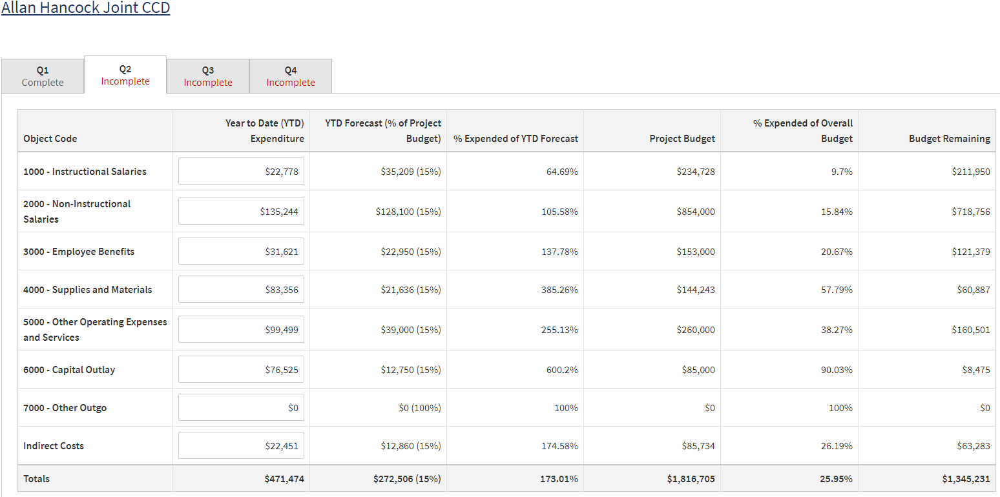 Allan Hancock Joint CCD
Q1
Complete
Q2
Incomplete
Q3
Incomplete
Q4
Incomplete
Object Code
Year to Date (YTD)
Expenditure
YTD Forecast (% of Project
Budget)
% Expended of YTD Forecast
Project Budget
% Expended of Overall
Budget
Budget Remaining
1000 - Instructional Salaries $22,778 $35,209 (15%) 64.69% $234,728 9.7% $211,950
2000 - Non-Instructional
Salaries
$135,244 $128,100 (15%) 105.58% $854,000 15.84% $718,756
3000 - Employee Benefits $31,621 $22,950 (15%) 137.78% $153,000 20.67% $121,379
4000 - Supplies and Materials $83,356 $21,636 (15%) 385.26% $144,243 57.79% $60,887
5000 - Other Operating Expenses
and Services
$99,499 $39,000 (15%) 255.13% $260,000 38.27% $160,501
6000 - Capital Outlay $76,525 $12,750 (15%) 600.2% $85,000 90.03% $8,475
7000 - Other Outgo $0 $0 (100%) 100% $0 100% $0
Indirect Costs $22,451 $12,860 (15%) 174.58% $85,734 26.19% $63,283
Totals $471,474 $272,506 (15%) 173.01% $1,816,705 25.95% $1,345,231